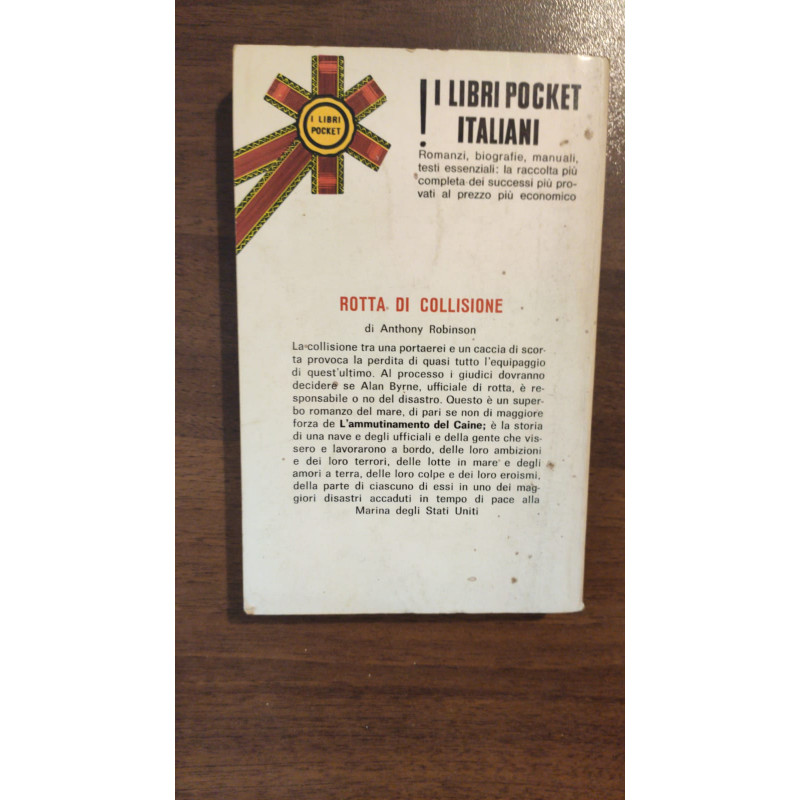 I LIBRI
POCKET
! I LIBRI POCKET
ITALIANI
Romanzi, biografie, manuali,
testi essenziali: la raccolta più
completa dei successi più pro-
vati al prezzo più economico
ROTTA DI COLLISIONE
di Anthony Robinson
La collisione tra una portaerei e un caccia di scor-
ta provoca la perdita di quasi tutto l'equipaggio
di quest'ultimo. Al processo i giudici dovranno
decidere se Alan Byrne, ufficiale di rotta, è re-
sponsabile o no del disastro. Questo è un super-
bo romanzo del mare, di pari se non di maggiore
forza de L'ammutinamento del Caine; è la storia
di una nave e degli ufficiali e della gente che vis-
sero e lavorarono a bordo, delle loro ambizioni
e dei loro terrori, delle lotte in mare e degli
amori a terra, delle loro colpe e dei loro eroismi,
della parte di ciascuno di essi in uno dei mag-
giori disastri accaduti in tempo di pace alla
Marina degli Stati Uniti